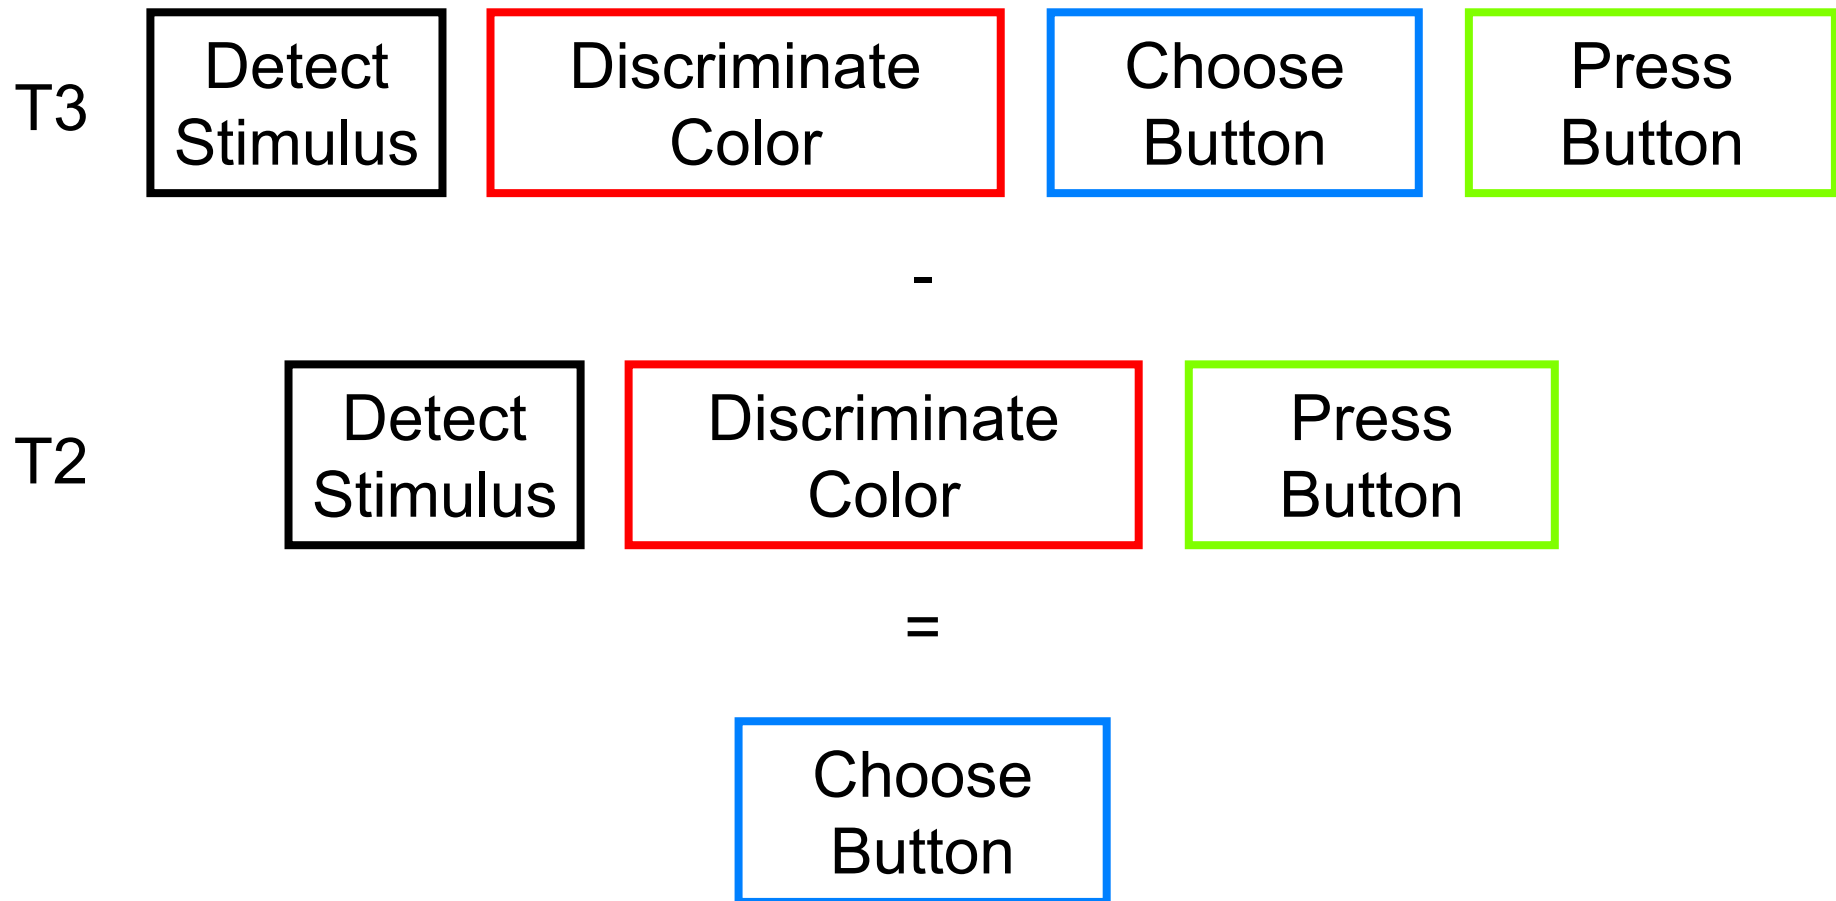 T3
Detect
Stimulus
Discriminate
Color
Choose
Button
Press
Button
-
T2
Detect
Stimulus
Discriminate
Color
Press
Button
=
Choose
Button